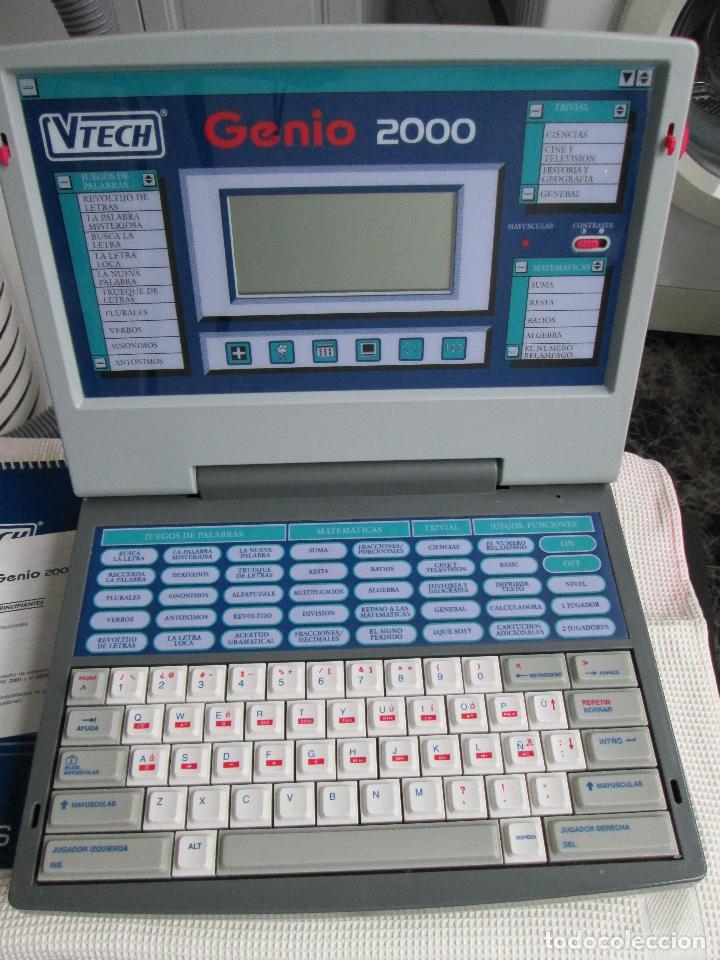 VTECH
Genio 2000
JUEGOS DE
PALABRAS
REVOLTIJO DE
LETRAS
LA PALABRA
MISTERIOSA
BUSCA LA
LETRA
LA LETRA
LOCA
LA NUEVA
PALABRA
TRUEQUE DE
LETRAS
PLURALES
VERBOS
SINONIMOS
ANTONIMOS
TRIVIAL
CIENCIAS
CINE Y
TELEVISION
HISTORIA Y
GEOGRAFIA
GENERAL
MAYUSCULAS
CONTRASTE
MATEMATICAS
SUMA
RESTA
RATIOS
ALGEBRA
EL NUMERO
RELAMPAGO
JUEGOS DE PALABRAS MATEMATICAS TRIVIAL JUEGOS, FUNCIONES
BUSCA
LA LETRA
LA PALABRA
MISTERIOSA
LA NUEVA
PALABRA
SUMA
FRACCIONES/
PORCENTAJES
CIENCIAS
EL NUMERO
RELAMPAGO
ON
RECUERDA
LA PALABRA
DERIVADOS
TRUEQUE
DE LETRAS
RESTA
RATIOS
CINE Y
TELEVISION
BASIC
OFF
PLURALES
SINONIMOS
ALFAPUZZLE
MULTIPLICACION
ALGEBRA
HISTORIA Y
GEOGRAFIA
IMPRIMIR
TEXTO
NIVEL
VERBOS
ANTONIMOS
REVOLTIJO
DIVISION
REPASO A LAS
MATEMATICAS
GENERAL
CALCULADORA
1 JUGADOR
REVOLTIJO
DE LETRAS
LA LETRA
LOCA
ACERTIJO
GRAMATICAL
FRACCIONES/
DECIMALES
EL SIGNO
PERDIDO
¿QUE SOY?
CARTUCHOS
ADICIONALES
2 JUGADORES
PAUSA
1 2 3 4 5 6 7 8 9 0
RETROCESO
AVANCE
AYUDA
Q W E R T Y U I O P Ü
REPETIR
BORRAR
BLOQ.
MAYUSCULAS
A S D F G H J K L Ñ
INTRO
MAYUSCULAS
Z X C V B N M
MAYUSCULAS
JUGADOR IZQUIERDA
INS.
ALT
RESPUESTA
JUGADOR DERECHA
DEL
TECH
Genio 2000
PRINCIPIANTES
todocoleccion